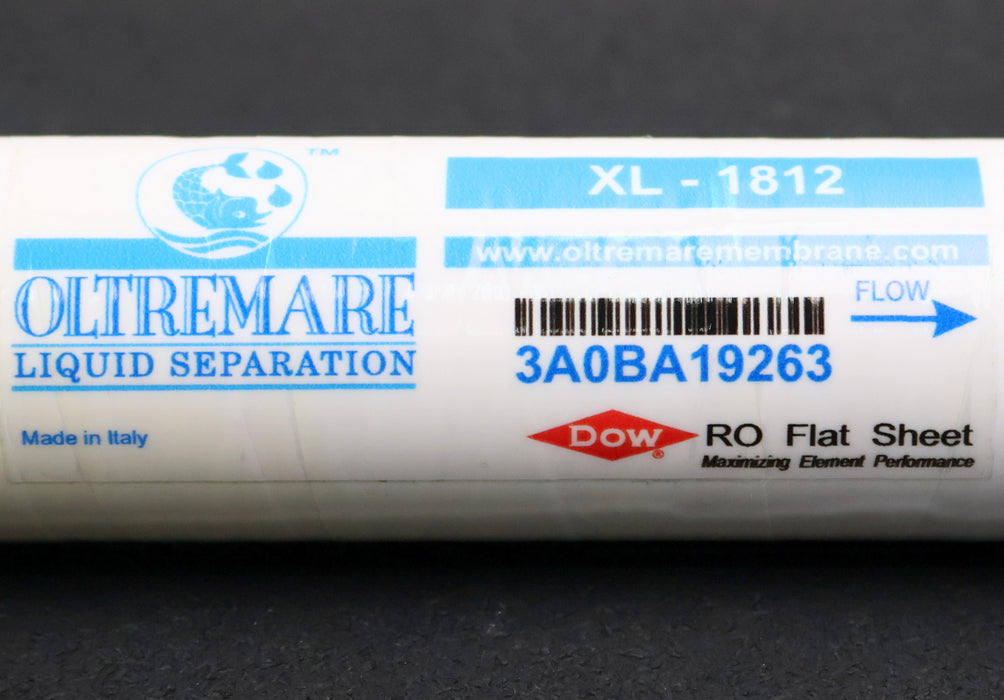 TM
OLTREMARE
LIQUID SEPARATION
Made in Italy
XL - 1812
www.oltremaremembrane.com
FLOW
3A0BA19263
DOW® RO Flat Sheet
Maximizing Element Performance